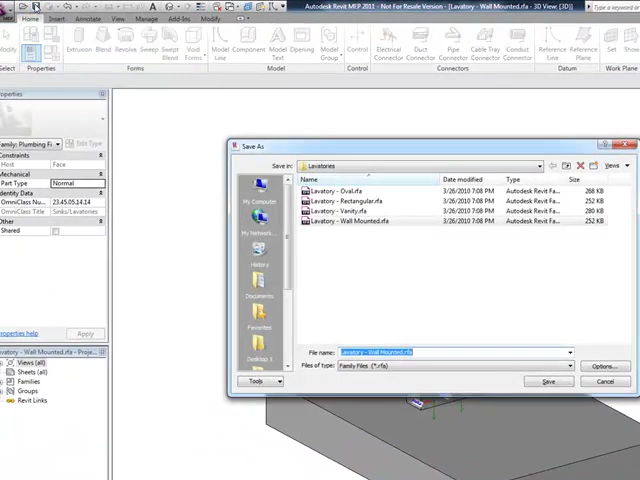 Autodesk Revit MEP 2011 - Not For Resale Version - [Lavatory - Wall Mounted.rfa - 3D View: {3D}]
Type a keyword
Home Insert Annotate View Manage Add-Ins Modify
Modify
Extrusion Blend Revolve Sweep Swept Blend Void Forms
Model Line Component Model Text Opening Model Group
Control
Electrical Connector Duct Connector Pipe Connector Cable Tray Connector Conduit Connector
Reference Line Reference Plane
Set Show
Select Properties Forms Model Control Connectors Datum Work Plane
roperties
Family: Plumbing Fi Edit Type
Constraints
Host Face
Mechanical
Part Type Normal
Identity Data
OmniClass Nu... 23.45.05.14.14
OmniClass Title Sinks/Lavatories
Other
Shared
roperties help Apply
avatory - Wall Mounted.rfa - Proje...
Views (all)
Sheets (all)
Families
Groups
Revit Links
Save As
Save in: Lavatories Views
Name Date modified Type Size
Lavatory - Oval.rfa 3/26/2010 7:08 PM Autodesk Revit Fa... 268 KB
Lavatory - Rectangular.rfa 3/26/2010 7:08 PM Autodesk Revit Fa... 252 KB
Lavatory - Vanity.rfa 3/26/2010 7:08 PM Autodesk Revit Fa... 240 KB
Lavatory - Wall Mounted.rfa 3/26/2010 7:08 PM Autodesk Revit Fa... 252 KB
My Computer
My Network...
History
Documents
Favorites
Desktop 1
File name: Lavatory - Wall Mounted.rfa
Files of type: Family Files (*.rfa) Options...
Tools Save Cancel